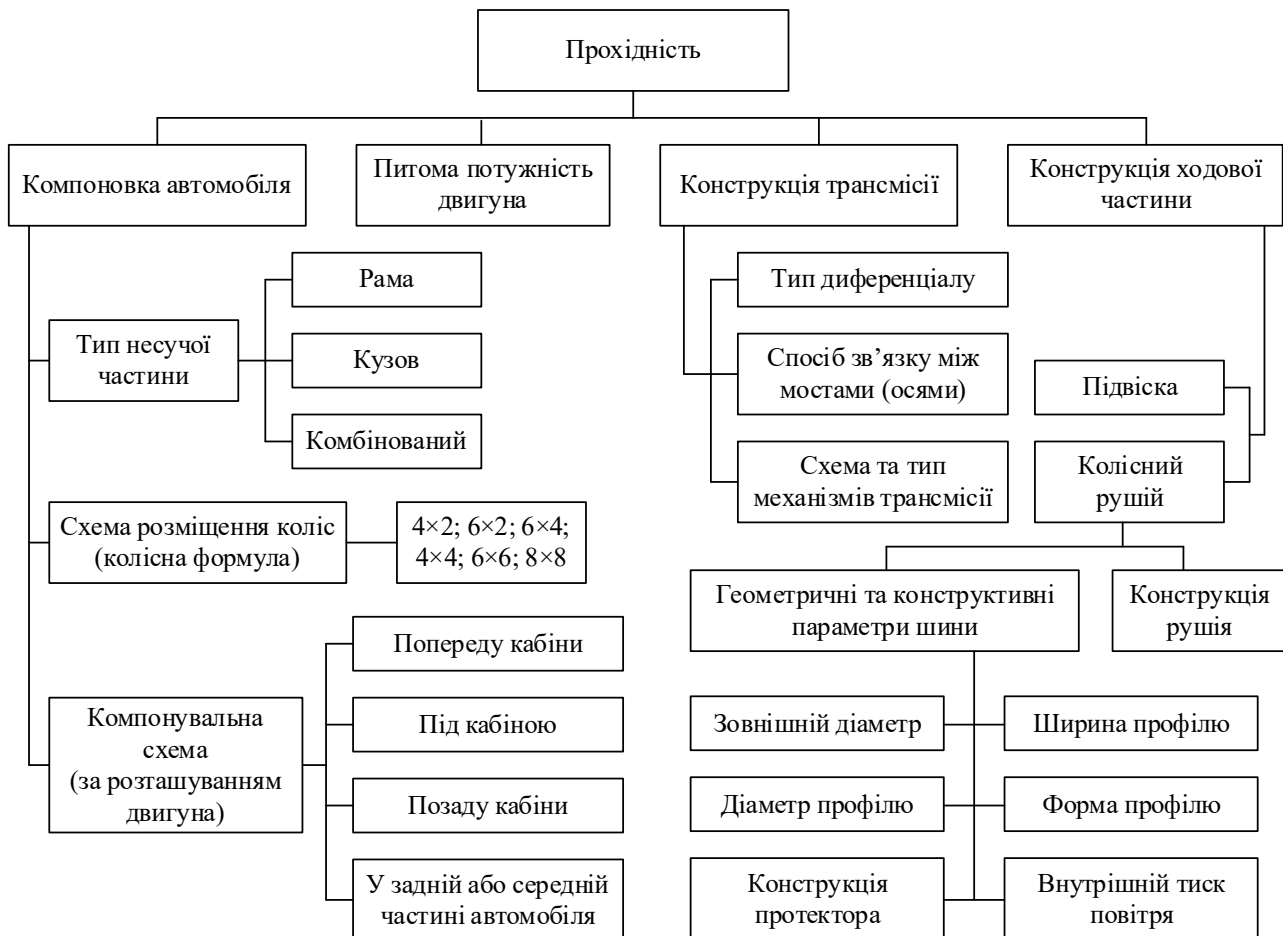 Прохідність
Компоновка автомобіля
Питома потужність
двигуна
Конструкція трансмісії
Конструкція ходової
частини
Тип несучої
частини
Рама
Кузов
Комбінований
Схема розміщення коліс
(колісна формула)
4×2; 6×2; 6×4;
4×4; 6×6; 8×8
Компонувальна
схема
(за розташуванням
двигуна)
Попереду кабіни
Під кабіною
Позаду кабіни
У задній або середній
частині автомобіля
Тип диференціалу
Спосіб зв’язку між
мостами (осями)
Схема та тип
механізмів трансмісії
Підвіска
Колісний
рушій
Геометричні та конструктивні
параметри шини
Конструкція
рушія
Зовнішній діаметр
Ширина профілю
Діаметр профілю
Форма профілю
Конструкція
протектора
Внутрішній тиск
повітря